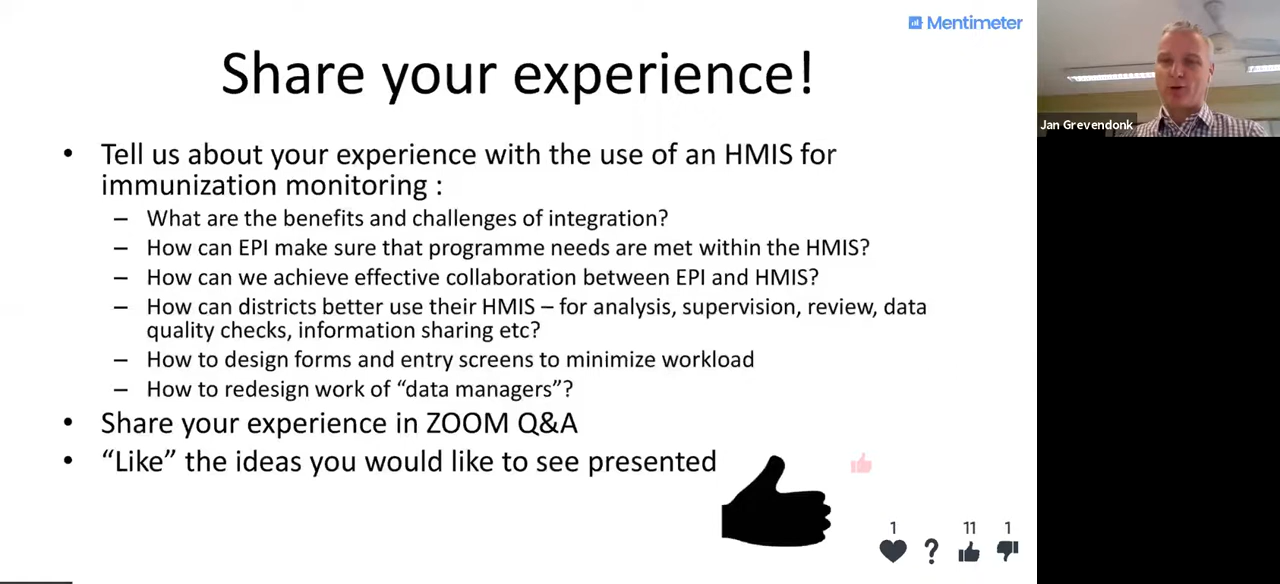 Mentimeter
Share your experience!
• Tell us about your experience with the use of an HMIS for
immunization monitoring :
– What are the benefits and challenges of integration?
– How can EPI make sure that programme needs are met within the HMIS?
– How can we achieve effective collaboration between EPI and HMIS?
– How can districts better use their HMIS – for analysis, supervision, review, data
quality checks, information sharing etc?
– How to design forms and entry screens to minimize workload
– How to redesign work of “data managers”?
• Share your experience in ZOOM Q&A
• “Like” the ideas you would like to see presented
1 11 1
?
Jan Grevendonk